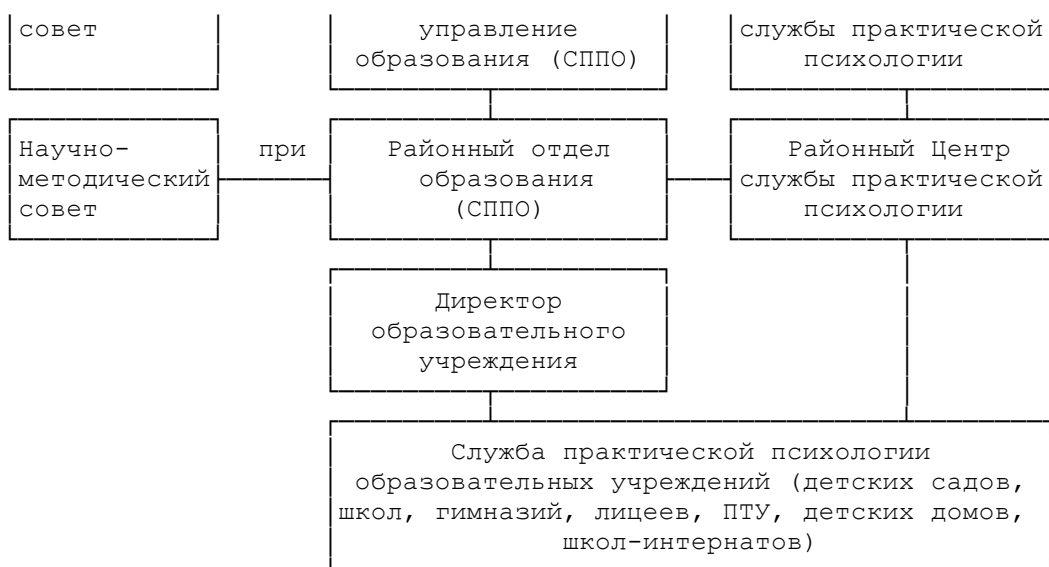 совет
управление
образования (СППО)
службы практической
психологии
Научно-
методический
совет
при
Районный отдел
образования
(СППО)
Районный Центр
службы практической
психологии
Директор
образовательного
учреждения
Служба практической психологии
образовательных учреждений (детских садов,
школ, гимназий, лицеев, ПТУ, детских домов,
школ-интернатов)